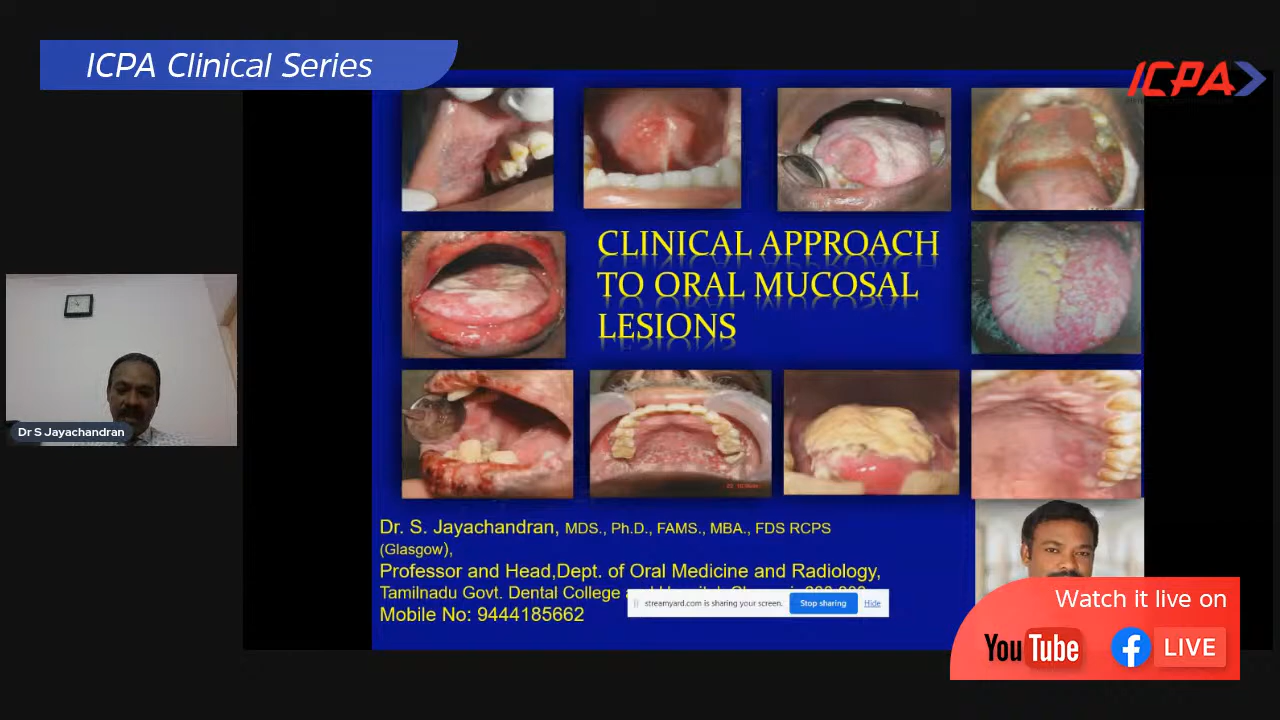 ICPA Clinical Series
ICPA
CLINICAL APPROACH
TO ORAL MUCOSAL
LESIONS
Dr S Jayachandran
Dr. S. Jayachandran, MDS., Ph.D., FAMS., MBA., FDS RCPS
(Glasgow),
Professor and Head,Dept. of Oral Medicine and Radiology,
Tamilnadu Govt. Dental College
Mobile No: 9444185662
streamyard.com is sharing your screen. Stop sharing Hide
Watch it live on
YouTube f LIVE